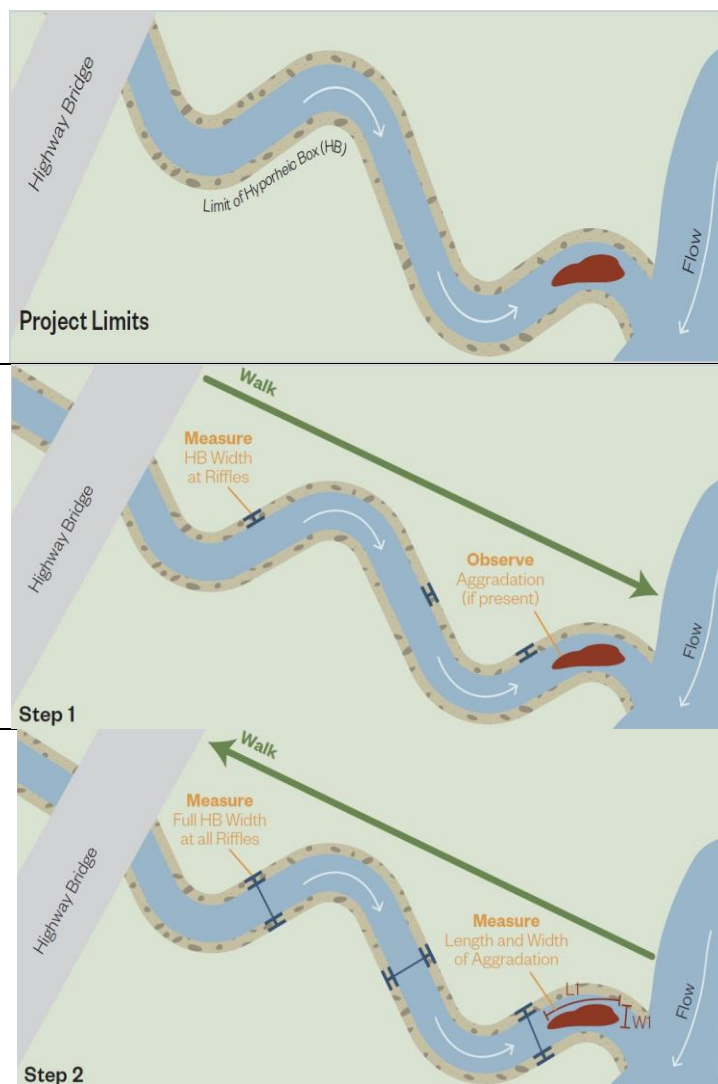 Highway Bridge
Limit of Hyporheic Box (HB)
Flow
Project Limits
Walk
Measure
HB Width
at Riffles
Highway Bridge
Observe
Aggradation
(if present)
Flow
Step 1
Walk
Measure
Full HB Width
at all Riffles
Highway Bridge
Measure
Length and Width
of Aggradation
L1
W1
Flow
Step 2